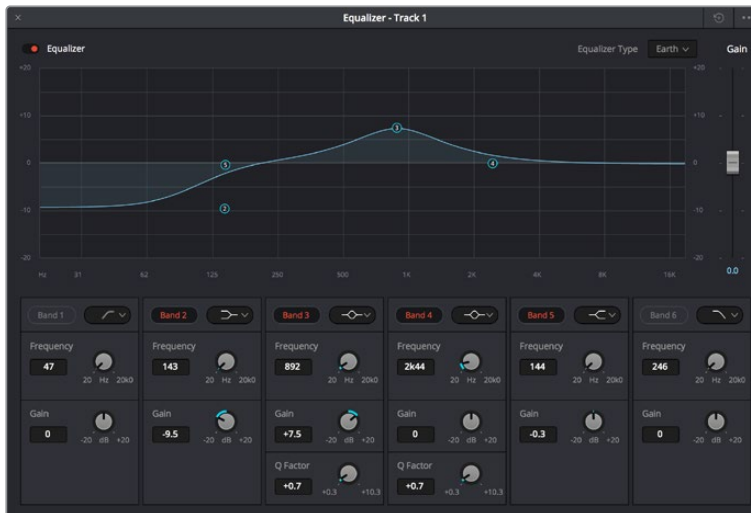 Equalizer - Track 1
Equalizer
Equalizer Type Earth Gain
+20 +20
+10 +10
5 3 4
0 0
2
-10 -10
-20 -20
Hz 31 62 125 250 500 1K 2K 4K 8K 16K 0.0
Band 1 Band 2 Band 3 Band 4 Band 5 Band 6
Frequency Frequency Frequency Frequency Frequency Frequency
47 143 892 2k44 144 246
20 Hz 20k0 20 Hz 20k0 20 Hz 20k0 20 Hz 20k0 20 Hz 20k0 20 Hz 20k0
Gain Gain Gain Gain Gain Gain
0 -9.5 +7.5 0 -0.3 0
-20 dB +20 -20 dB +20 -20 dB +20 -20 dB +20 -20 dB +20 -20 dB +20
Q Factor Q Factor
+0.7 +0.7
+0.3 +10.3 +0.3 +10.3